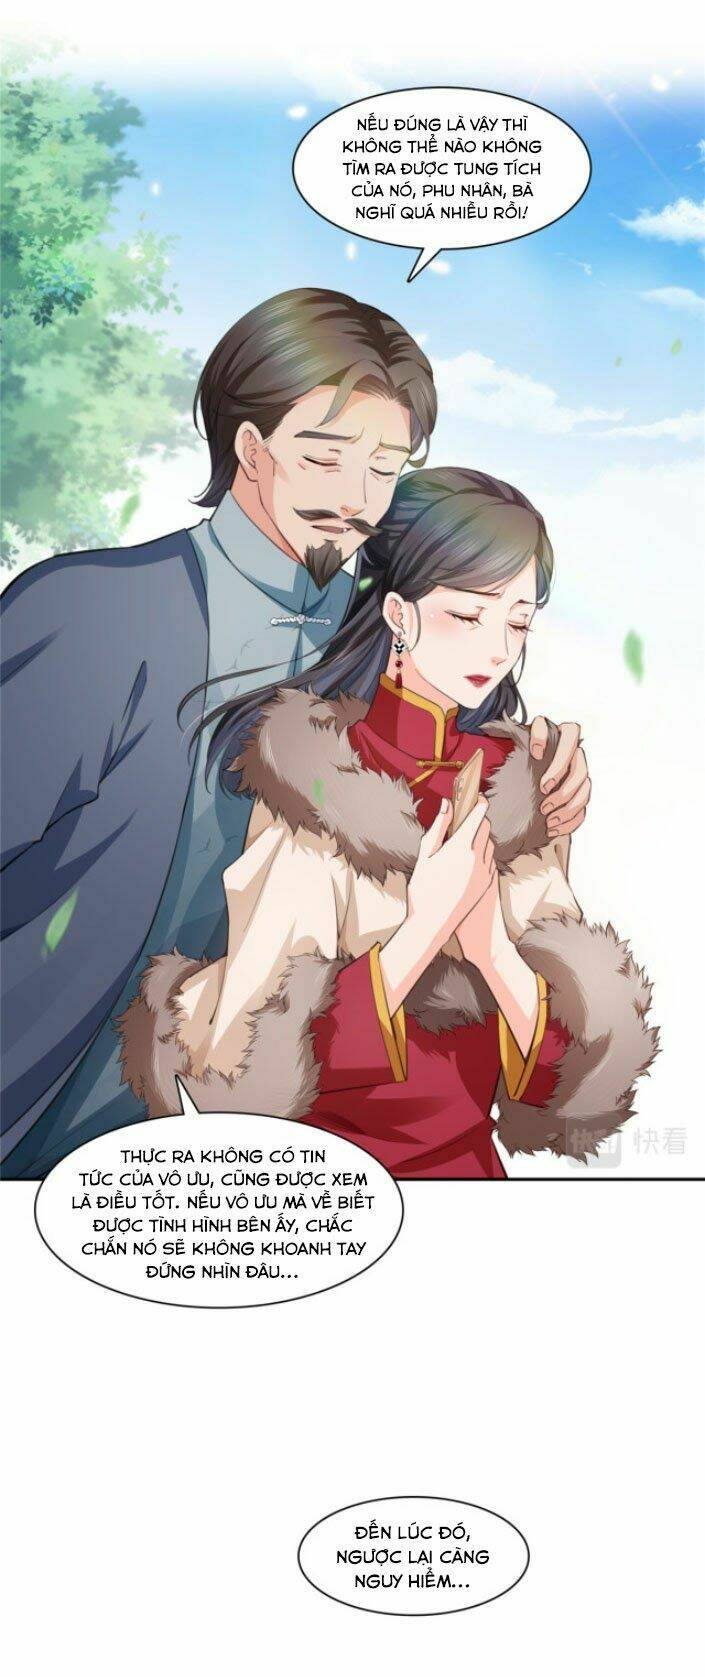 NẾU ĐÚNG LÀ VẬY THÌ
KHÔNG THỂ NÀO KHÔNG
TÌM RA ĐƯỢC TUNG TÍCH
CỦA NÓ, PHU NHÂN, BÀ
NGHĨ QUÁ NHIỀU RỒI!
快看
THỰC RA KHÔNG CÓ TIN
TỨC CỦA VÔ ƯU, CŨNG ĐƯỢC XEM
LÀ ĐIỀU TỐT. NẾU VÔ ƯU MÀ VỀ BIẾT
ĐƯỢC TÌNH HÌNH BÊN ẤY, CHẮC
CHẮN NÓ SẼ KHÔNG KHOANH TAY
ĐỨNG NHÌN ĐÂU...
ĐẾN LÚC ĐÓ,
NGƯỢC LẠI CÀNG
NGUY HIỂM...